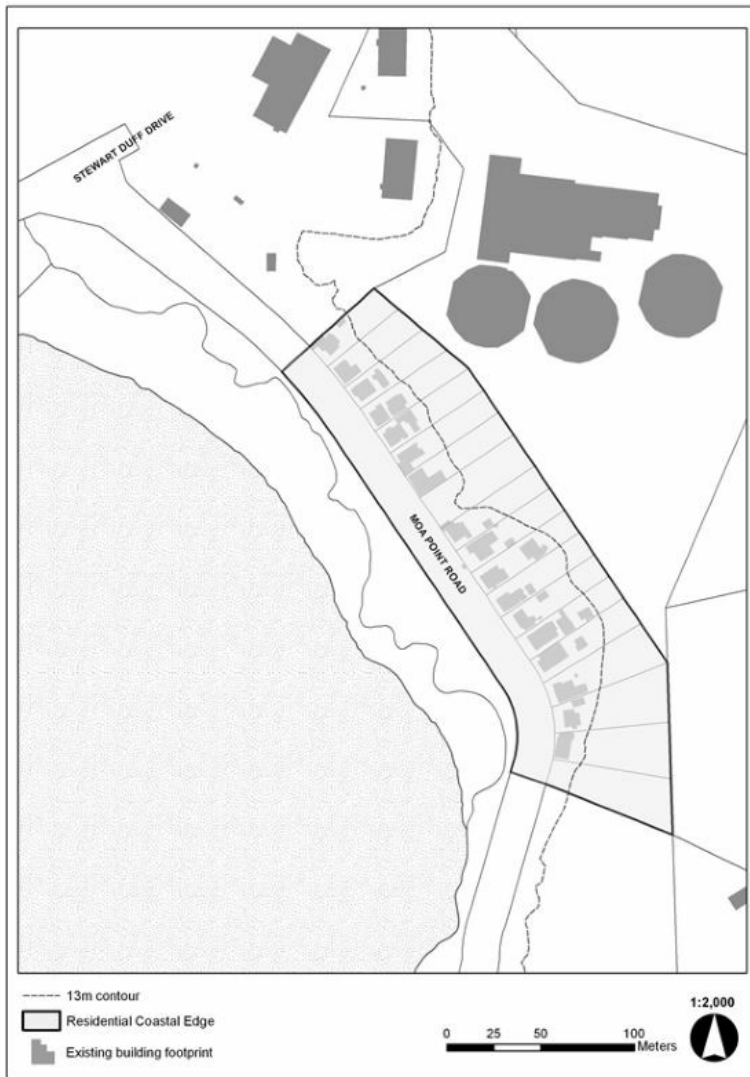 STEWART DUFF DRIVE
MOA POINT ROAD
13m contour
Residential Coastal Edge
Existing building footprint
0 25 50 100
Meters
1:2,000